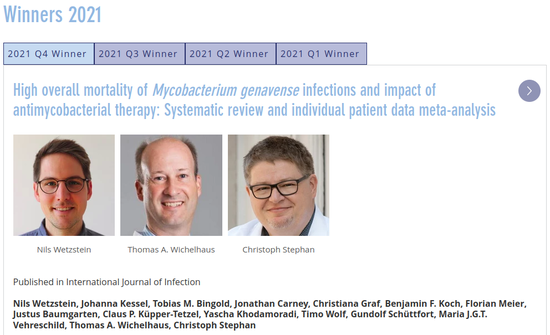 Winners 2021
2021 Q4 Winner 2021 Q3 Winner 2021 Q2 Winner 2021 Q1 Winner
High overall mortality of Mycobacterium genavense infections and impact of
antimycobacterial therapy: Systematic review and individual patient data meta-analysis
Nils Wetzstein Thomas A. Wichelhaus Christoph Stephan
Published in International Journal of Infection
Nils Wetzstein, Johanna Kessel, Tobias M. Bingold, Jonathan Carney, Christiana Graf, Benjamin F. Koch, Florian Meier,
Justus Baumgarten, Claus P. Küpper-Tetzel, Yascha Khodamoradi, Timo Wolf, Gundolf Schüttfort, Maria J.G.T.
Vehreschild, Thomas A. Wichelhaus, Christoph Stephan